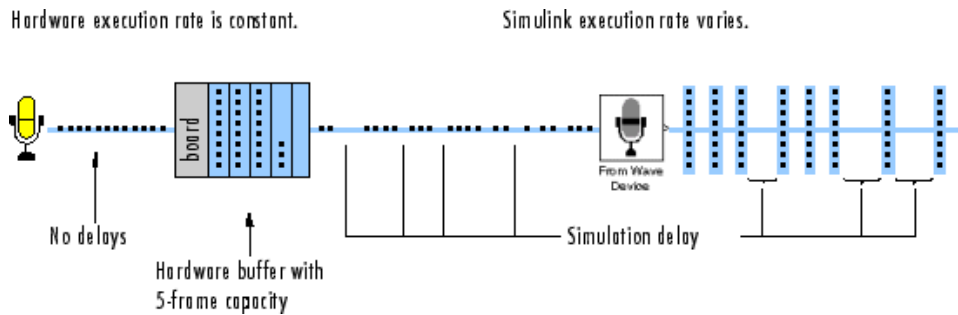 Hardware execution rate is constant.
Simulink execution rate varies.
board
From Wave
Device
No delays
Simulation delay
Hardware buffer with
5-frame capacity